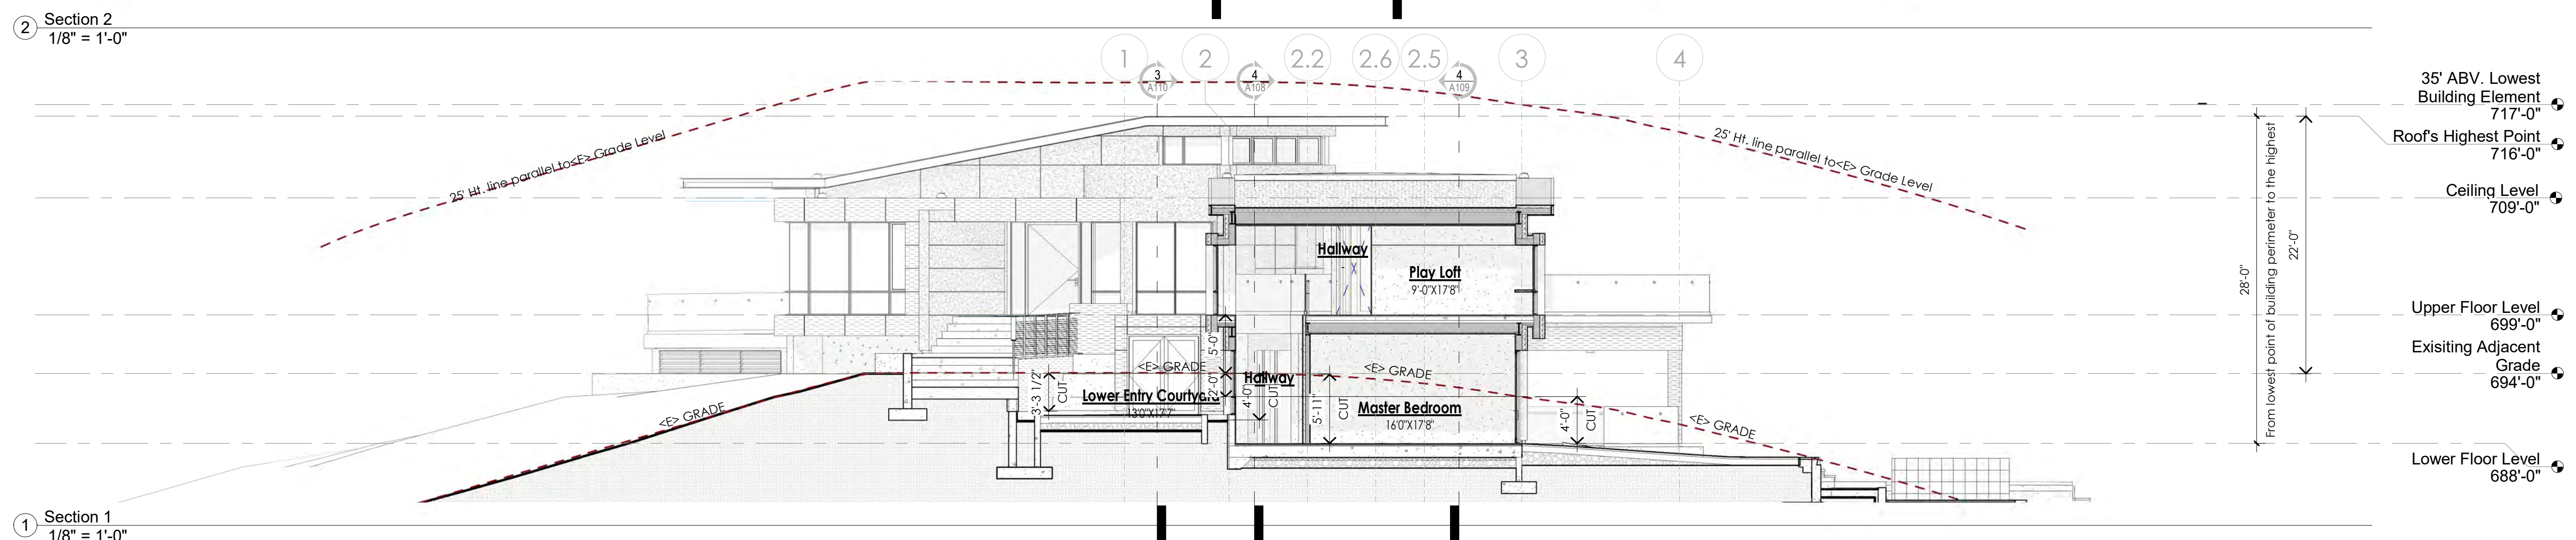 2
Section 2
1/8" = 1'-0"
1
2
2.2
2.6
2.5
3
4
3
A110
4
A108
4
A109
35' ABV. Lowest
Building Element
717'-0"
Roof's Highest Point
716'-0"
Ceiling Level
709'-0"
Upper Floor Level
699'-0"
Exisiting Adjacent
Grade
694'-0"
Lower Floor Level
688'-0"
25' Ht. line parallel to<E> Grade Level
25' Ht. line parallel to<E> Grade Level
28'-0"
From lowest point of building perimeter to the highest
22'-0"
Hallway
Play Loft
9'-0"X17'8"
5'-0"
2'-0"
<E> GRADE
<E> GRADE
<E> GRADE
<E> GRADE
3'-3 1/2"
CUT
Lower Entry Courtyard
13'0"X17'7"
Hallway
4'-0"
CUT
5'-11"
CUT
Master Bedroom
16'0"X17'8"
4'-0"
CUT
1
Section 1
1/8" = 1'-0"